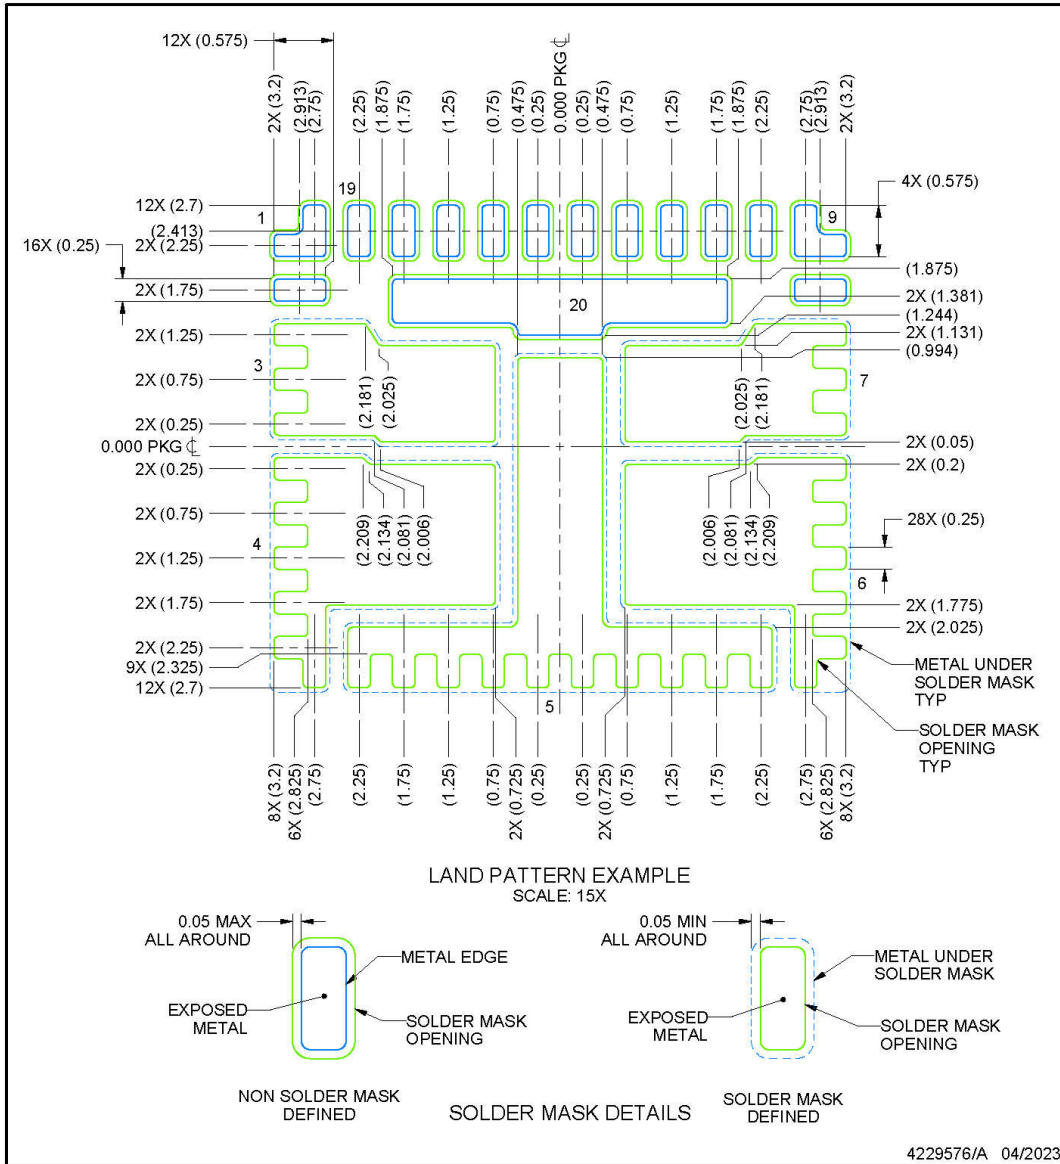 12X (0.575)
2X (3.2)
(2.913)
(2.75)
(2.25)
(1.875)
(1.75)
(1.25)
(0.75)
(0.475)
(0.25)
0.000 PKG ℄
(0.25)
(0.475)
(0.75)
(1.25)
(1.75)
(1.875)
(2.25)
(2.75)
(2.913)
2X (3.2)
19
12X (2.7)
1
(2.413)
16X (0.25)
2X (2.25)
2X (1.75)
2X (1.25)
3
2X (0.75)
2X (0.25)
0.000 PKG ℄
2X (0.25)
2X (0.75)
4
2X (1.25)
2X (1.75)
2X (2.25)
9X (2.325)
12X (2.7)
4X (0.575)
9
(1.875)
20
2X (1.381)
(1.244)
2X (1.131)
(0.994)
7
(2.181)
(2.025)
(2.025)
(2.181)
2X (0.05)
2X (0.2)
(2.209)
(2.134)
(2.081)
(2.006)
(2.006)
(2.081)
(2.134)
(2.209)
28X (0.25)
6
2X (1.775)
2X (2.025)
METAL UNDER
SOLDER MASK
TYP
SOLDER MASK
OPENING
TYP
5
8X (3.2)
6X (2.825)
(2.75)
(2.25)
(1.75)
(1.25)
(0.75)
2X (0.725)
(0.25)
(0.25)
2X (0.725)
(0.75)
(1.25)
(1.75)
(2.25)
(2.75)
6X (2.825)
8X (3.2)
LAND PATTERN EXAMPLE
SCALE: 15X
0.05 MAX
ALL AROUND
METAL EDGE
EXPOSED
METAL
SOLDER MASK
OPENING
NON SOLDER MASK
DEFINED
0.05 MIN
ALL AROUND
METAL UNDER
SOLDER MASK
EXPOSED
METAL
SOLDER MASK
OPENING
SOLDER MASK
DEFINED
SOLDER MASK DETAILS
4229576/A 04/2023